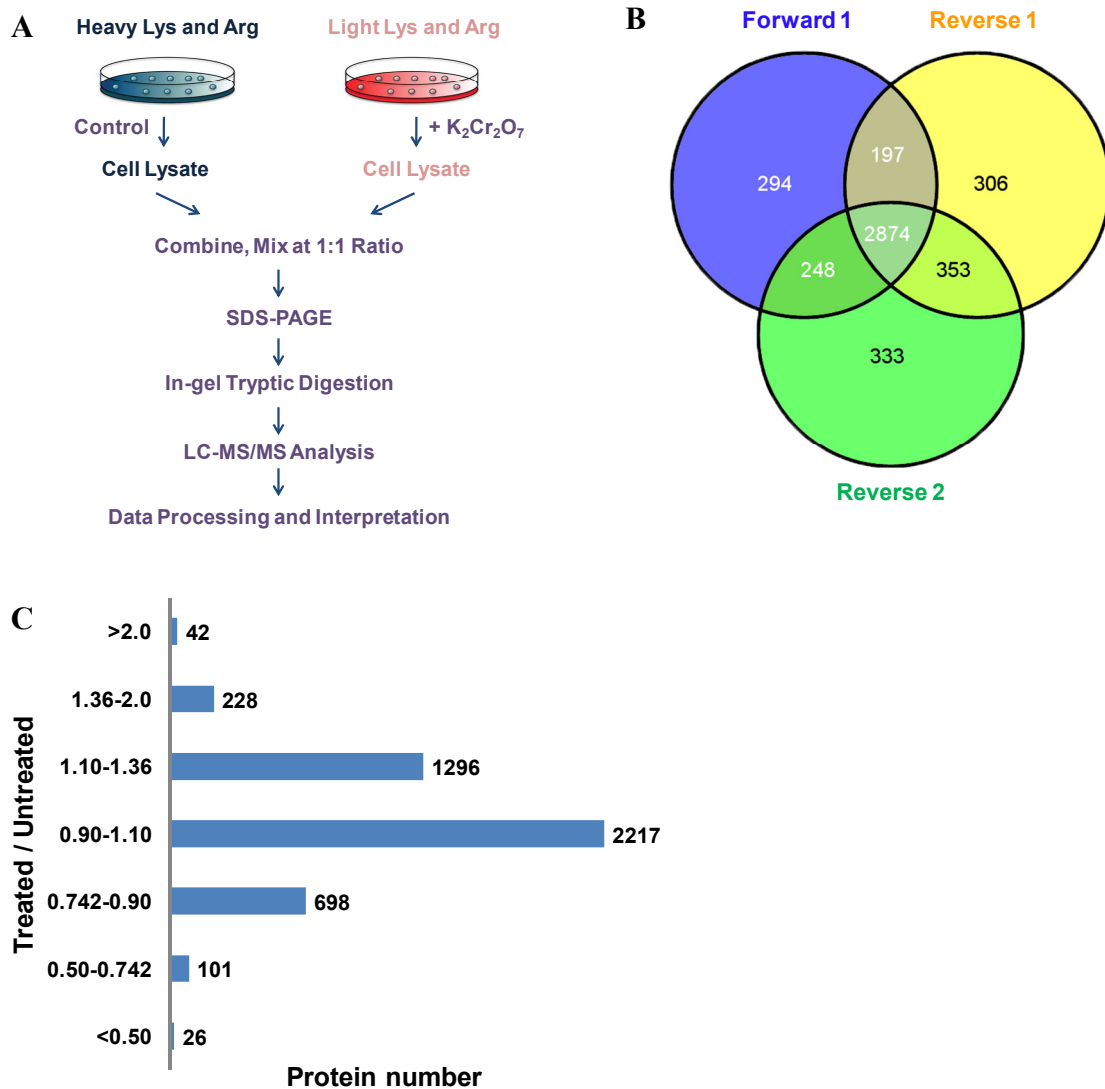 A
Heavy Lys and Arg
Light Lys and Arg
Control
+ K₂Cr₂O₇
Cell Lysate
Cell Lysate
Combine, Mix at 1:1 Ratio
SDS-PAGE
In-gel Tryptic Digestion
LC-MS/MS Analysis
Data Processing and Interpretation
B
Forward 1
Reverse 1
197
294
306
2874
248
353
333
Reverse 2
C
Treated / Untreated
>2.0
42
1.36-2.0
228
1.10-1.36
1296
0.90-1.10
2217
0.742-0.90
698
0.50-0.742
101
<0.50
26
Protein number